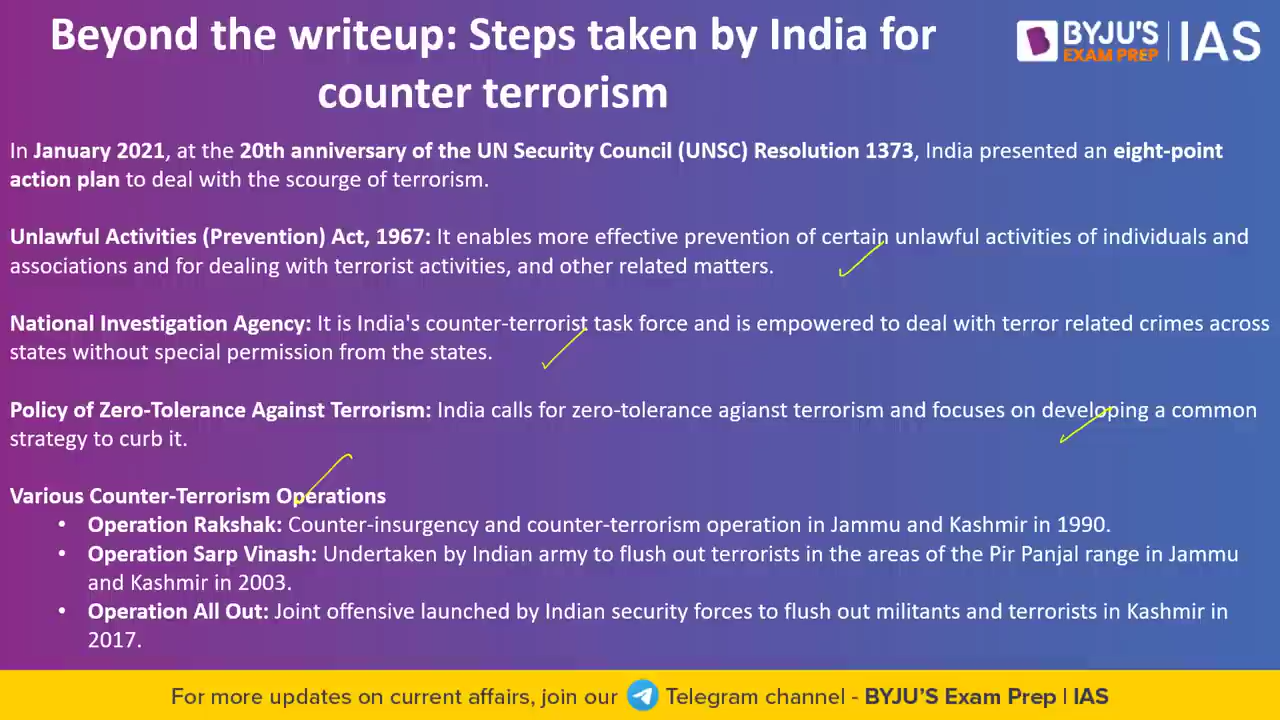 Beyond the writeup: Steps taken by India for
counter terrorism
BYJU'S
EXAM PREP
IAS
In January 2021, at the 20th anniversary of the UN Security Council (UNSC) Resolution 1373, India presented an eight-point
action plan to deal with the scourge of terrorism.
Unlawful Activities (Prevention) Act, 1967: It enables more effective prevention of certain unlawful activities of individuals and
associations and for dealing with terrorist activities, and other related matters.
National Investigation Agency: It is India's counter-terrorist task force and is empowered to deal with terror related crimes across
states without special permission from the states.
Policy of Zero-Tolerance Against Terrorism: India calls for zero-tolerance agianst terrorism and focuses on developing a common
strategy to curb it.
Various Counter-Terrorism Operations
• Operation Rakshak: Counter-insurgency and counter-terrorism operation in Jammu and Kashmir in 1990.
• Operation Sarp Vinash: Undertaken by Indian army to flush out terrorists in the areas of the Pir Panjal range in Jammu
and Kashmir in 2003.
• Operation All Out: Joint offensive launched by Indian security forces to flush out militants and terrorists in Kashmir in
2017.
For more updates on current affairs, join our Telegram channel - BYJU'S Exam Prep | IAS